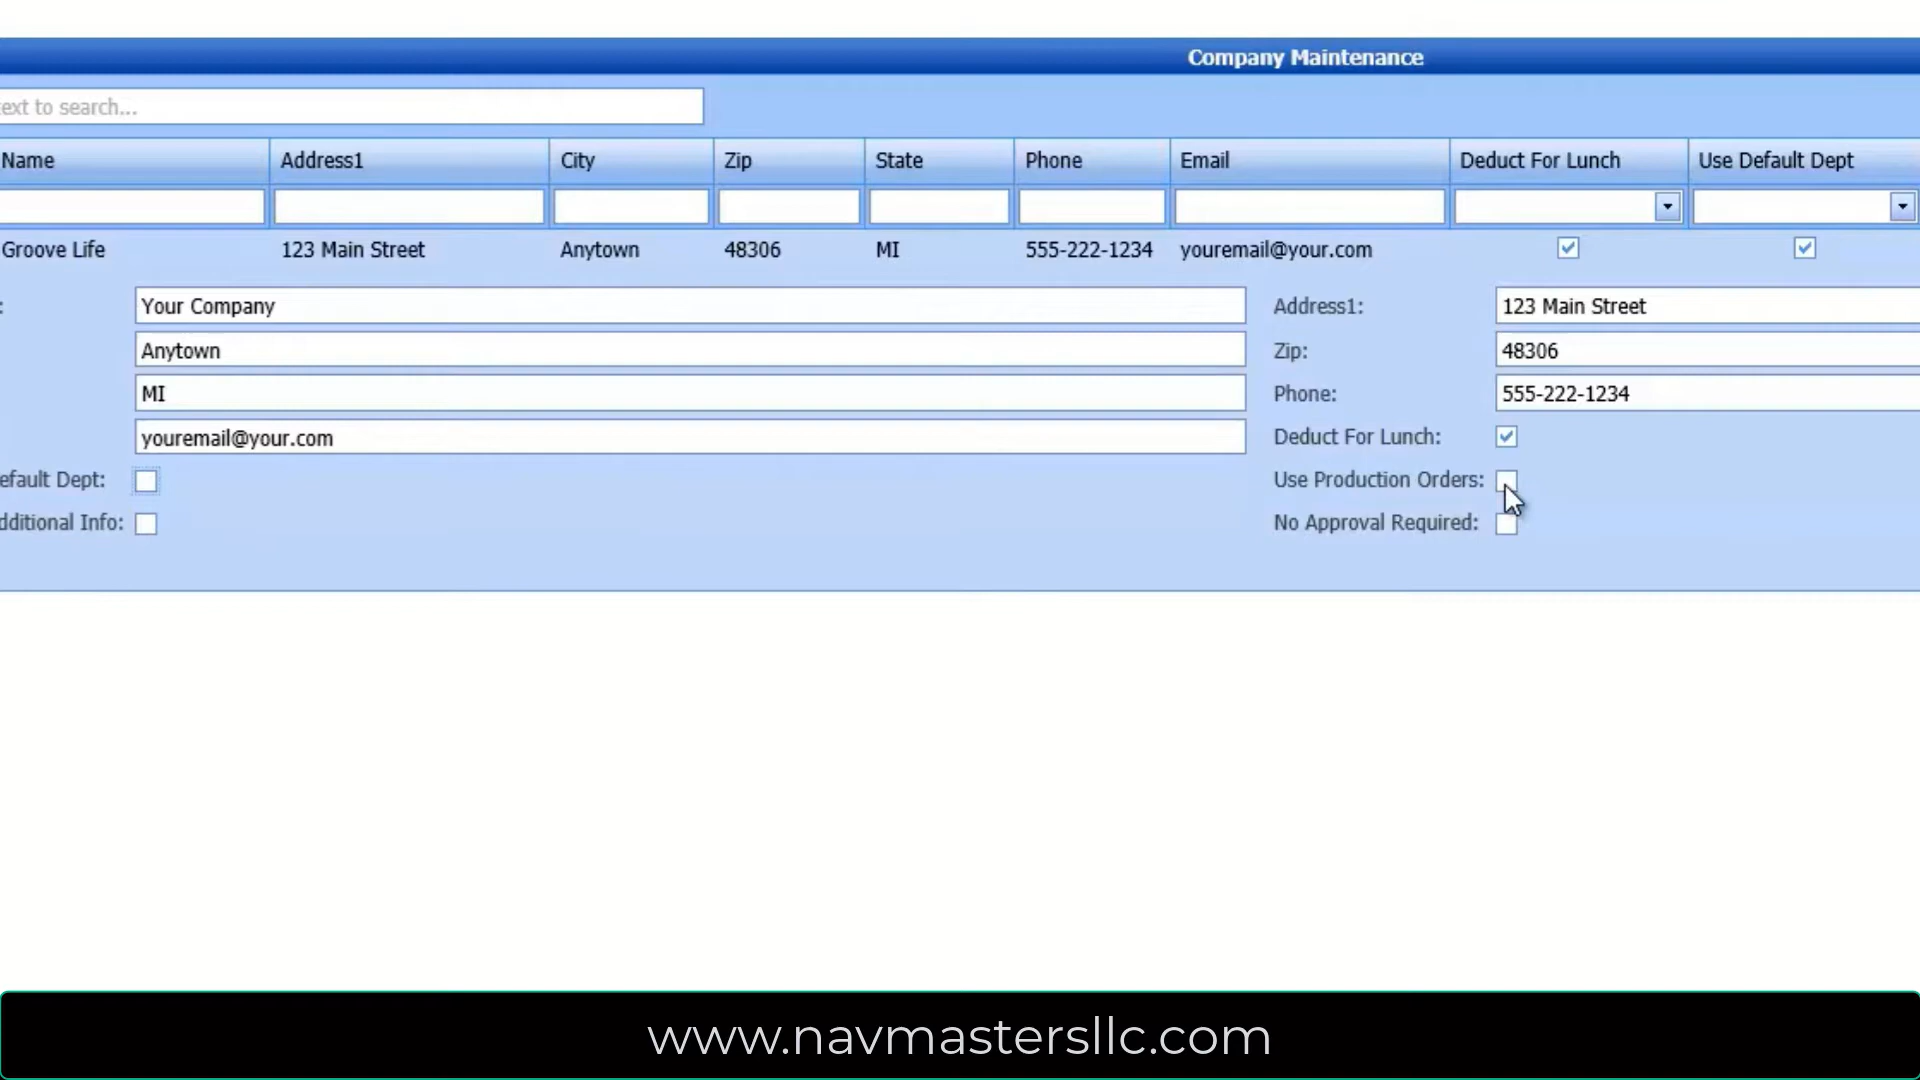 Company Maintenance
ext to search...
Name Address1 City Zip State Phone Email Deduct For Lunch Use Default Dept
Groove Life 123 Main Street Anytown 48306 MI 555-222-1234 youremail@your.com
: Your Company Address1: 123 Main Street
Anytown Zip: 48306
MI Phone: 555-222-1234
youremail@your.com Deduct For Lunch:
efault Dept: Use Production Orders:
dditional Info: No Approval Required:
www.navmastersllc.com